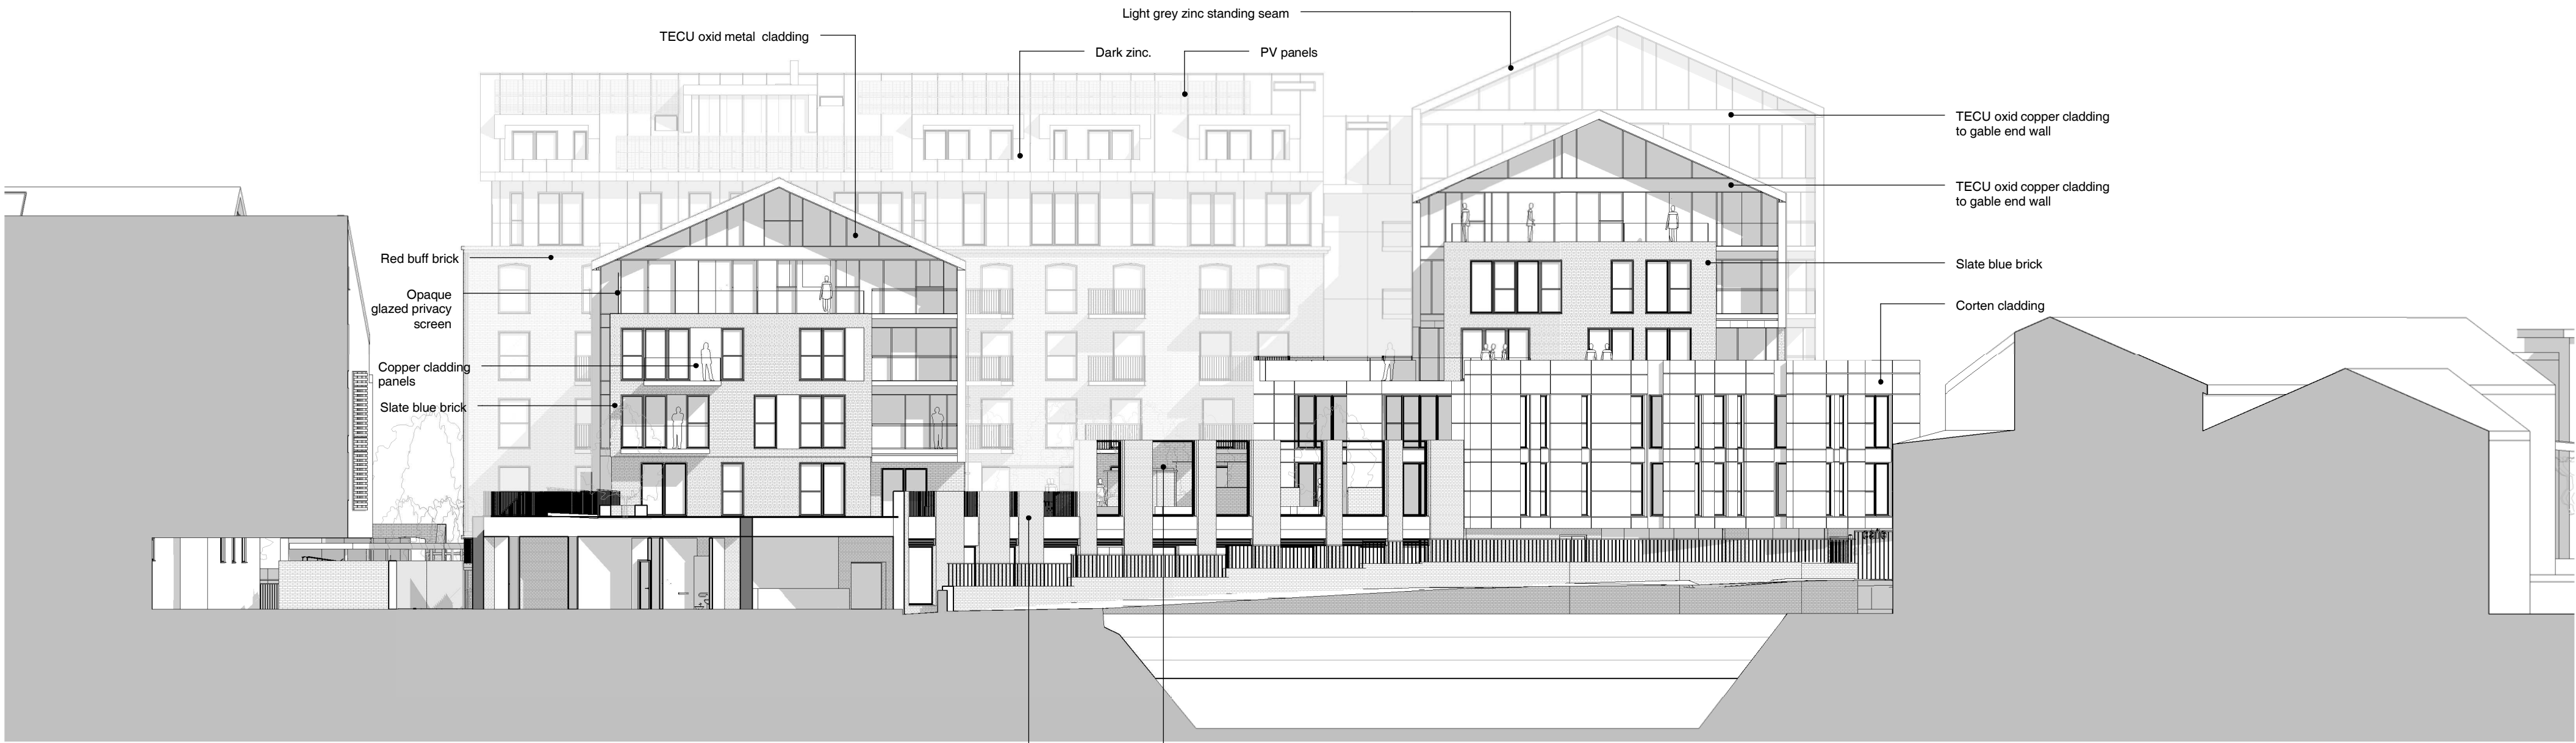 Light grey zinc standing seam
TECU oxid metal  cladding
Dark zinc.
PV panels
TECU oxid copper cladding
to gable end wall
TECU oxid copper cladding
to gable end wall
Red buff brick
Slate blue brick
Opaque
glazed privacy
screen
Corten cladding
Copper cladding
panels
Slate blue brick